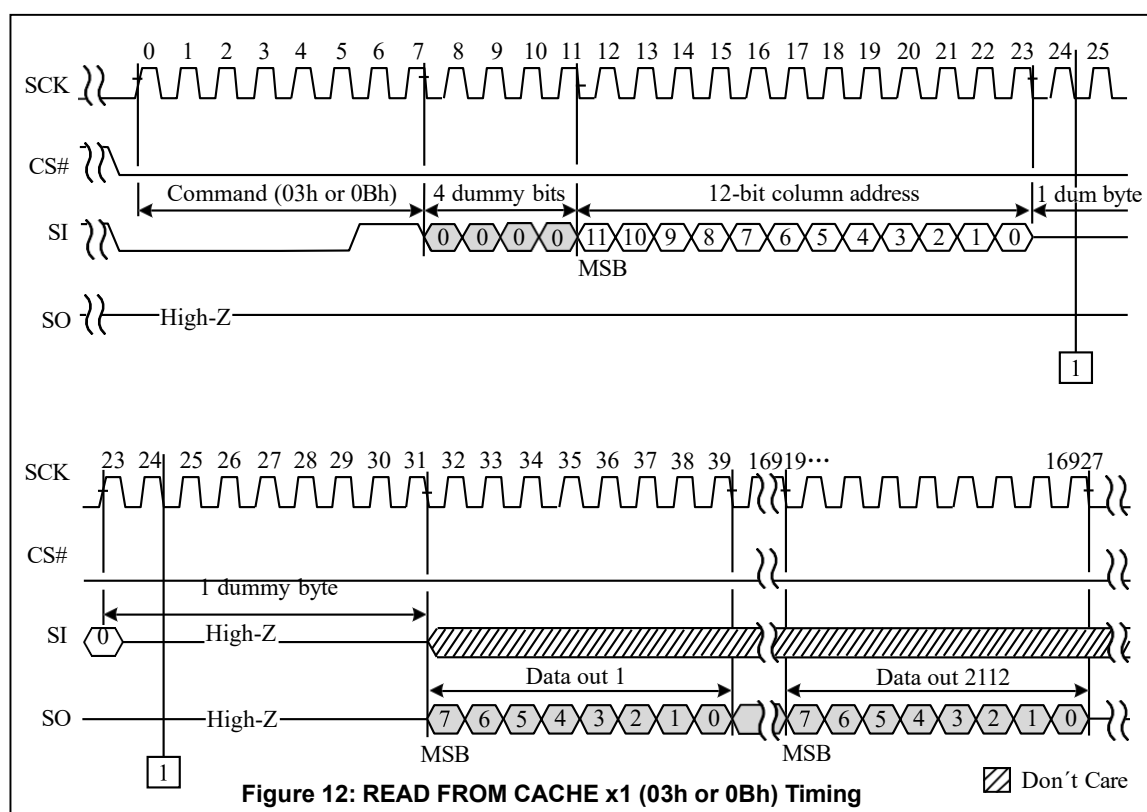 0 1 2 3 4 5 6 7 8 9 10 11 12 13 14 15 16 17 18 19 20 21 22 23 24 25
SCK
CS#
Command (03h or 0Bh) 4 dummy bits 12-bit column address 1 dum byte
SI 0 0 0 0 11 10 9 8 7 6 5 4 3 2 1 0
MSB
SO High-Z
1
SCK 23 24 25 26 27 28 29 30 31 32 33 34 35 36 37 38 39 16919··· 16927
CS#
1 dummy byte
SI 0 High-Z
Data out 1 Data out 2112
SO High-Z 7 6 5 4 3 2 1 0 7 6 5 4 3 2 1 0
MSB MSB
1
Figure 12: READ FROM CACHE x1 (03h or 0Bh) Timing
Don´t Care